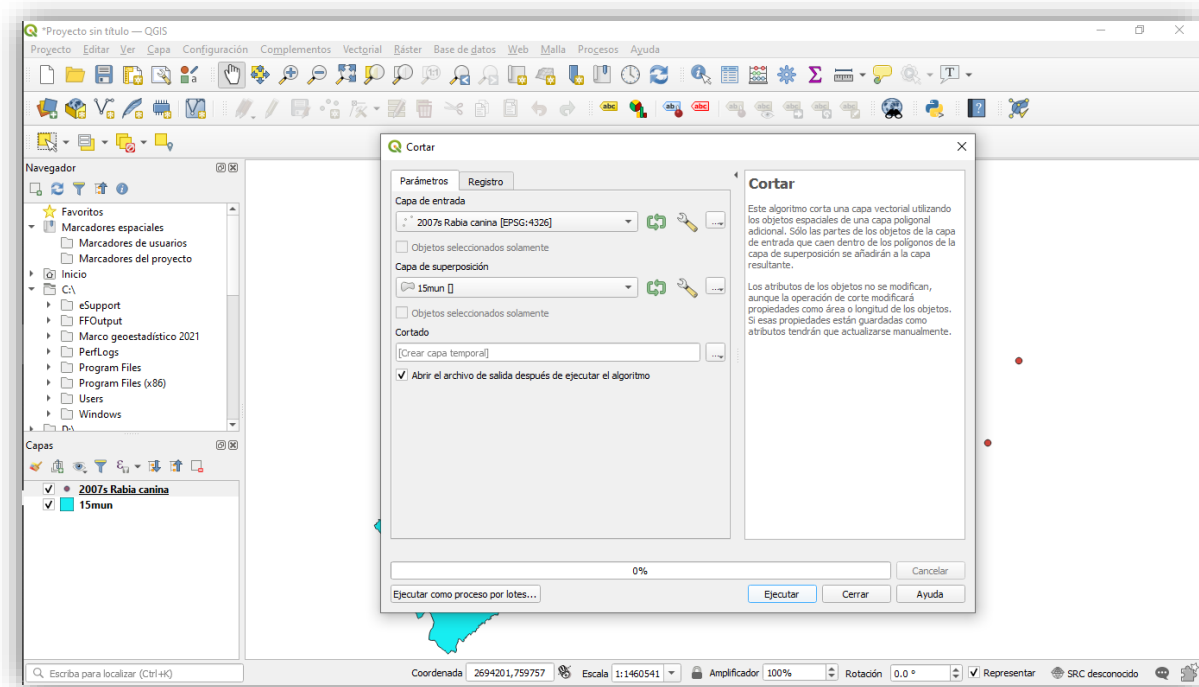 *Proyecto sin título — QGIS
Proyecto Editar Ver Capa Configuración Complementos Vectorial Ráster Base de datos Web Malla Procesos Ayuda
Navegador
Favoritos
Marcadores espaciales
Marcadores de usuarios
Marcadores del proyecto
Inicio
C:\
eSupport
FFOutput
Marco geoestadístico 2021
PerfLogs
Program Files
Program Files (x86)
Users
Windows
D:\
Capas
2007s Rabia canina
15mun
Cortar
Parámetros Registro
Capa de entrada
2007s Rabia canina [EPSG:4326]
Objetos seleccionados solamente
Capa de superposición
15mun []
Objetos seleccionados solamente
Cortado
[Crear capa temporal]
Abrir el archivo de salida después de ejecutar el algoritmo
Cortar
Este algoritmo corta una capa vectorial utilizando
los objetos espaciales de una capa poligonal
adicional. Sólo las partes de los objetos de la capa
de entrada que caen dentro de los polígonos de la
capa de superposición se añadirán a la capa
resultante.
Los atributos de los objetos no se modifican,
aunque la operación de corte modificará
propiedades como área o longitud de los objetos.
Si esas propiedades están guardadas como
atributos tendrán que actualizarse manualmente.
0%
Cancelar
Ejecutar como proceso por lotes...
Ejecutar Cerrar Ayuda
Escriba para localizar (Ctrl+K)
Coordenada 2694201,759757 Escala 1:1460541 Amplificador 100% Rotación 0.0 ° Representar SRC desconocido